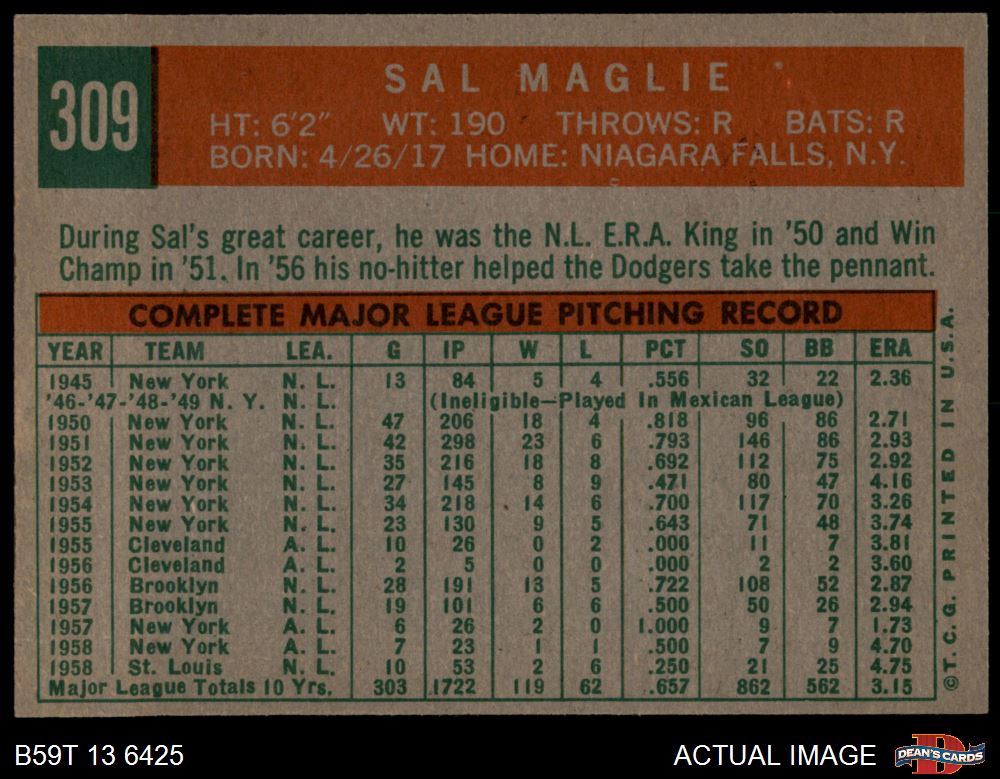 309
SAL MAGLIE
HT: 6'2" WT: 190 THROWS: R BATS: R
BORN: 4/26/17 HOME: NIAGARA FALLS, N.Y.
During Sal's great career, he was the N.L. E.R.A. King in '50 and Win
Champ in '51. In '56 his no-hitter helped the Dodgers take the pennant.
COMPLETE MAJOR LEAGUE PITCHING RECORD
YEAR TEAM LEA. G IP W L PCT SO BB ERA
1945 New York N. L. 13 84 5 4 .556 32 22 2.36
'46-'47-'48-'49 N. Y. N. L. (Ineligible—Played In Mexican League)
1950 New York N. L. 47 206 18 4 .818 96 86 2.71
1951 New York N. L. 42 298 23 6 .793 146 86 2.93
1952 New York N. L. 35 216 18 8 .692 112 75 2.92
1953 New York N. L. 27 145 8 9 .471 80 47 4.16
1954 New York N. L. 34 218 14 6 .700 117 70 3.26
1955 New York N. L. 23 130 9 5 .643 71 48 3.74
1955 Cleveland A. L. 10 26 0 2 .000 11 7 3.81
1956 Cleveland A. L. 2 5 0 0 .000 2 2 3.60
1956 Brooklyn N. L. 28 191 13 5 .722 108 52 2.87
1957 Brooklyn N. L. 19 101 6 6 .500 50 26 2.94
1957 New York A. L. 6 26 2 0 1.000 9 7 1.73
1958 New York A. L. 7 23 1 1 .500 7 9 4.70
1958 St. Louis N. L. 10 53 2 6 .250 21 25 4.75
Major League Totals 10 Yrs. 303 1722 119 62 .657 862 562 3.15
©T. C. G. PRINTED IN U.S.A.
B59T 13 6425
ACTUAL IMAGE
DEAN'S CARDS